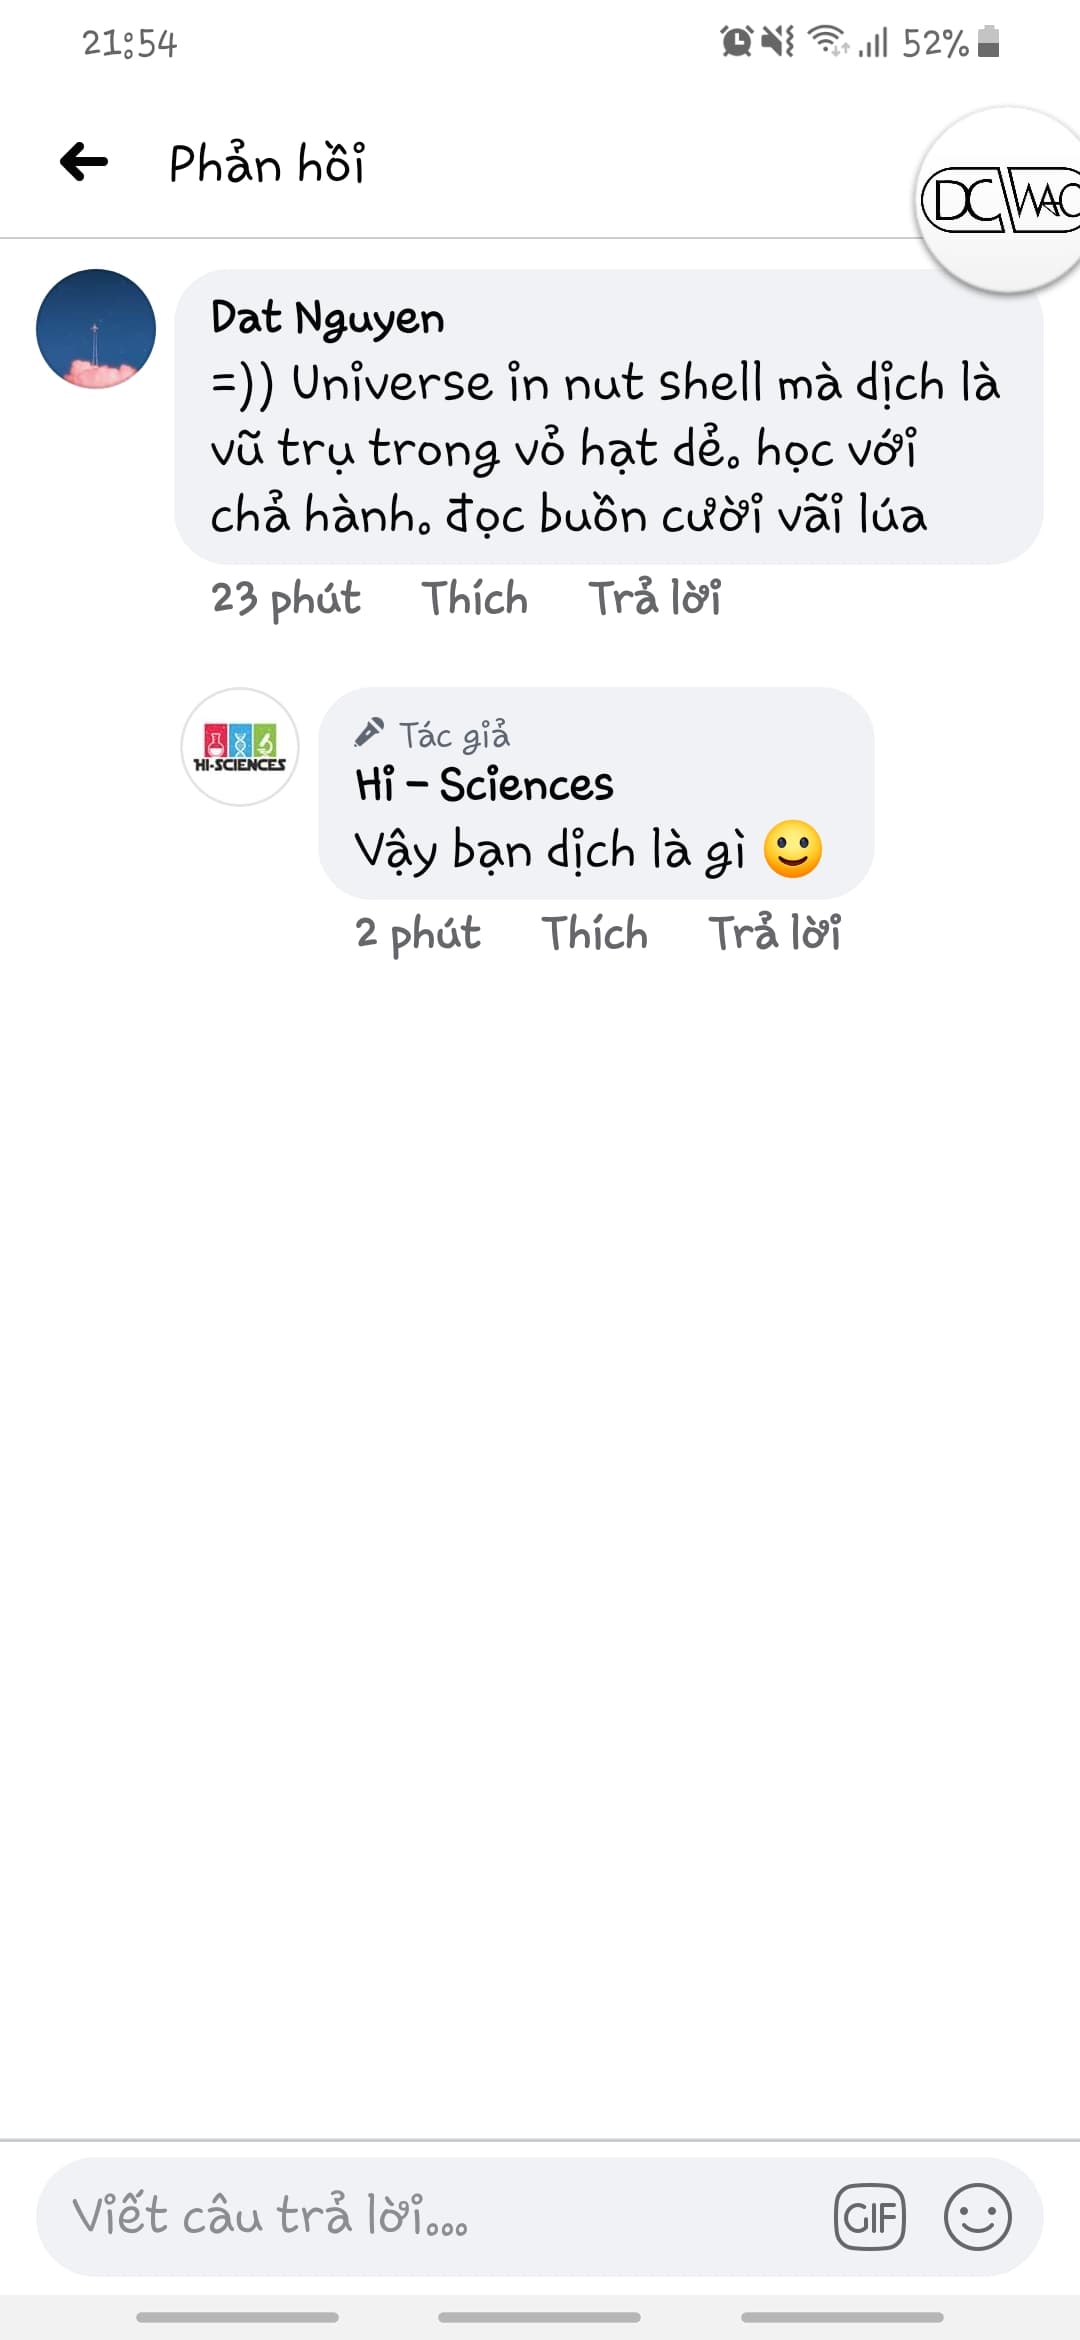 21:54
52%
Phản hồi
DC WAO
Dat Nguyen
=)) Universe in nut shell mà dịch là
vũ trụ trong vỏ hạt dẻ. học với
chả hành. đọc buồn cười vãi lúa
23 phút Thích Trả lời
Tác giả
HI-SCIENCES
Hi - Sciences
Vậy bạn dịch là gì
2 phút Thích Trả lời
Viết câu trả lời...
GIF